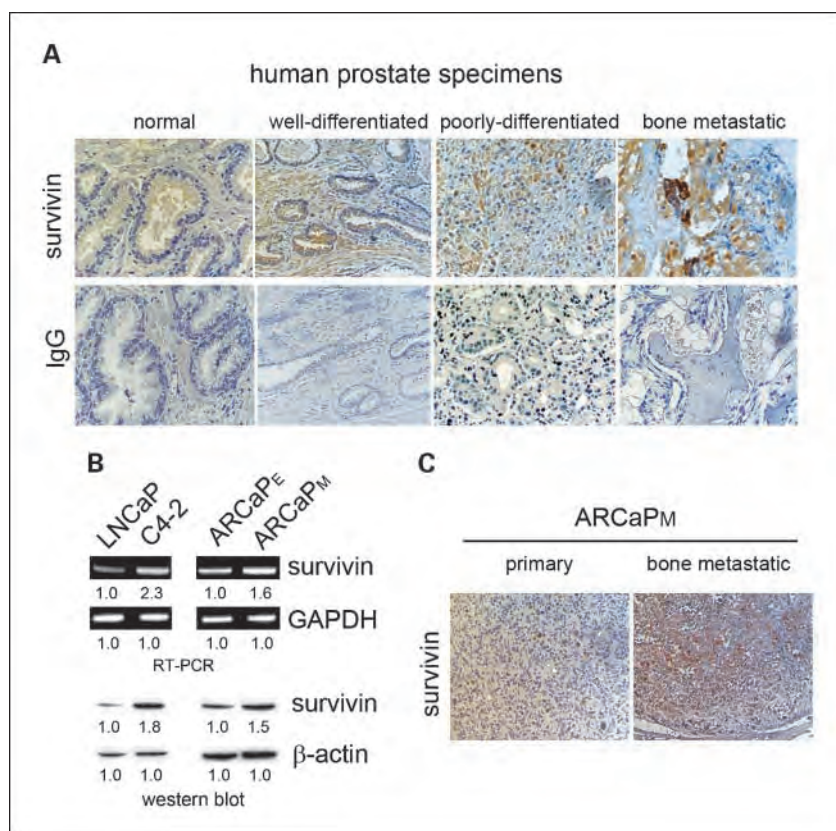 A
human prostate specimens
normal well-differentiated poorly-differentiated bone metastatic
survivin
IgG
B
LNCaP
C4-2
ARCaPE
ARCaPM
survivin
1.0 2.3 1.0 1.6
GAPDH
1.0 1.0 1.0 1.0
RT-PCR
survivin
1.0 1.8 1.0 1.5
β-actin
1.0 1.0 1.0 1.0
western blot
C
ARCaPM
primary bone metastatic
survivin